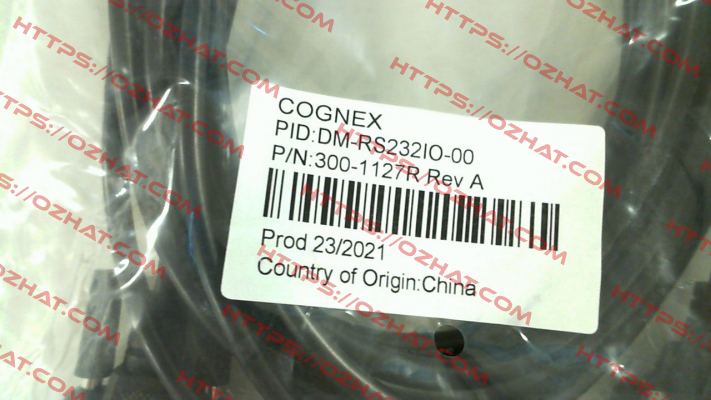 COGNEX
PID:DM-RS232IO-00
P/N:300-1127R Rev A
Prod 23/2021
Country of Origin:China
HTTPS://OZHAT.COM